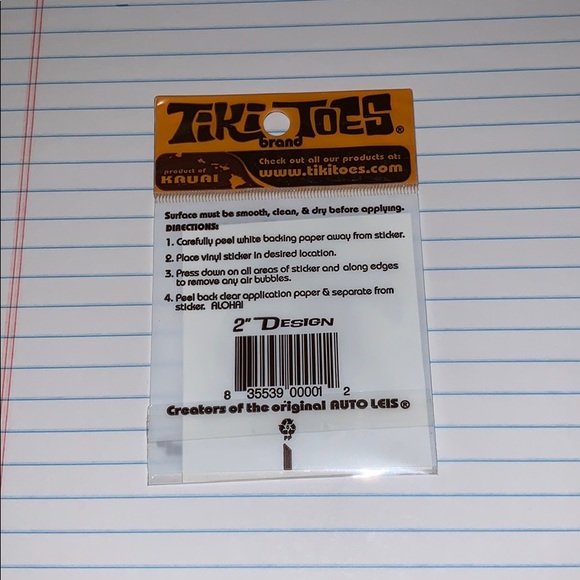 TIKI TOES®
brand
product of
KAUAI
Check out all our products at:
www.tikitoes.com
Surface must be smooth, clean, & dry before applying.
DIRECTIONS:
1. Carefully peel white backing paper away from sticker.
2. Place vinyl sticker in desired location.
3. Press down on all areas of sticker and along edges
to remove any air bubbles.
4. Peel back clear application paper & separate from
sticker. ALOHA!
2" DESIGN
8 35539 00001 2
Creators of the original AUTO LEIS®